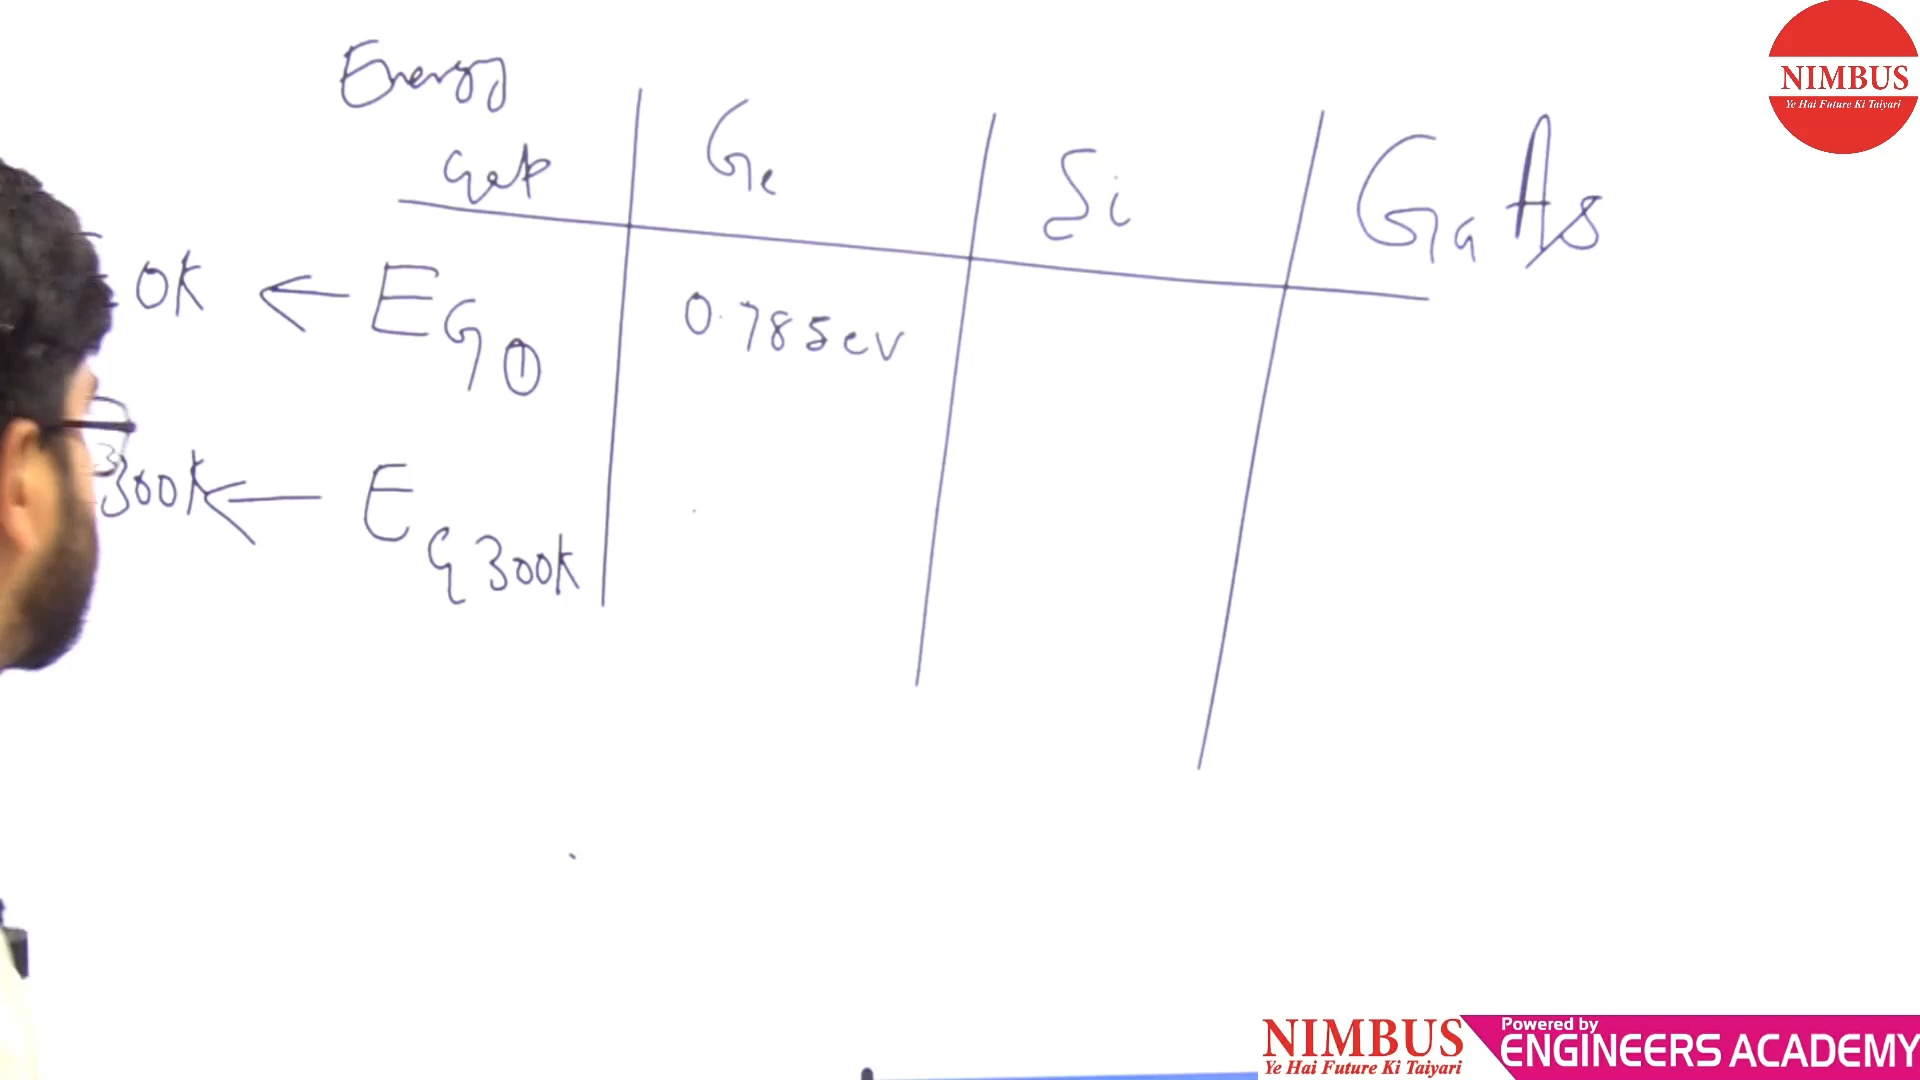 Energy
Gap
Ge
Si
GaAs
0K ← EG0
0.785ev
300K ← EG300K
NIMBUS
Ye Hai Future Ki Taiyari
NIMBUS
Ye Hai Future Ki Taiyari
Powered by
ENGINEERS ACADEMY